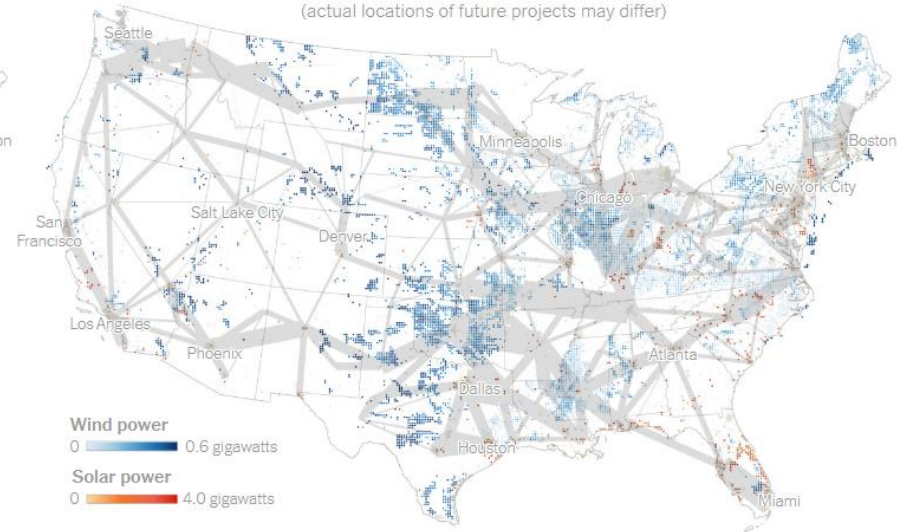 (actual locations of future projects may differ)
Seattle
on
Minneapolis
Boston
Chicago
New York City
Salt Lake City
San
Francisco
Denver
Los Angeles
Phoenix
Atlanta
Dallas
Wind power
0 0.6 gigawatts
Houston
Solar power
0 4.0 gigawatts
Miami